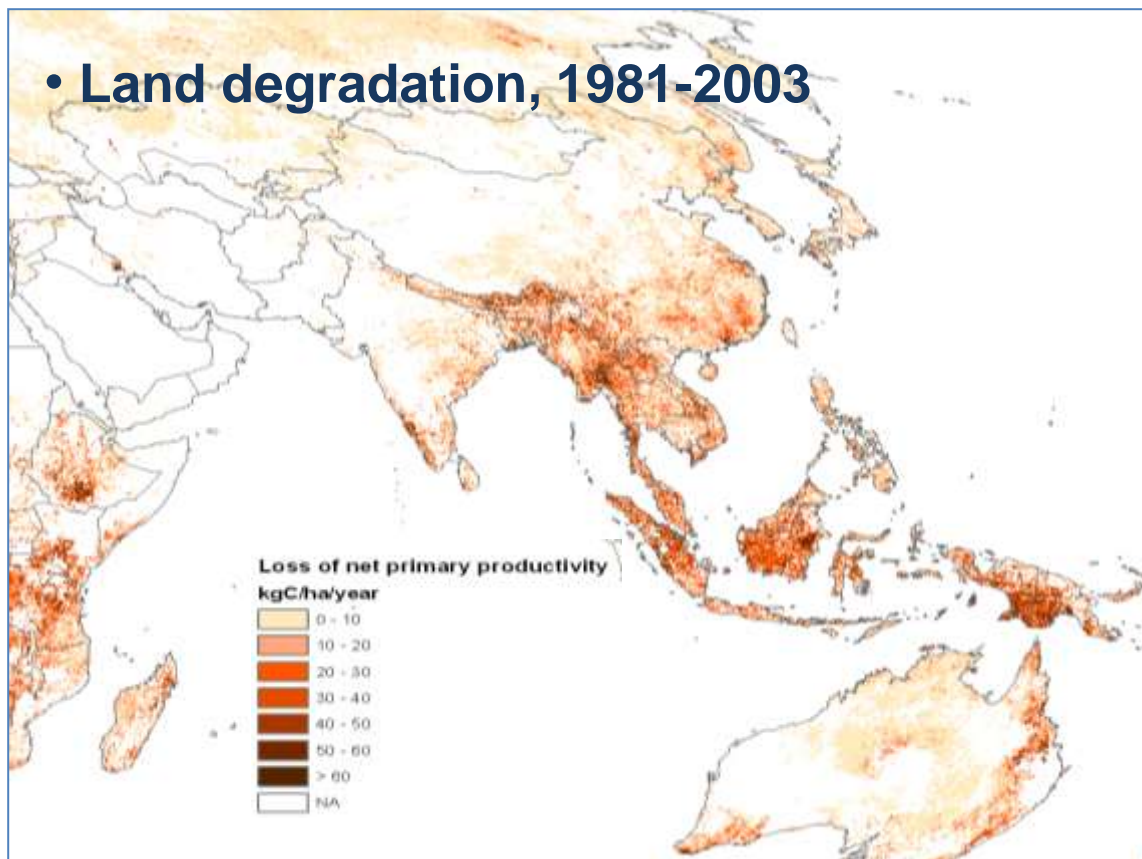 • Land degradation, 1981-2003
Loss of net primary productivity
kgC/ha/year
0 - 10
10 - 20
20 - 30
30 - 40
40 - 50
50 - 60
> 60
NA